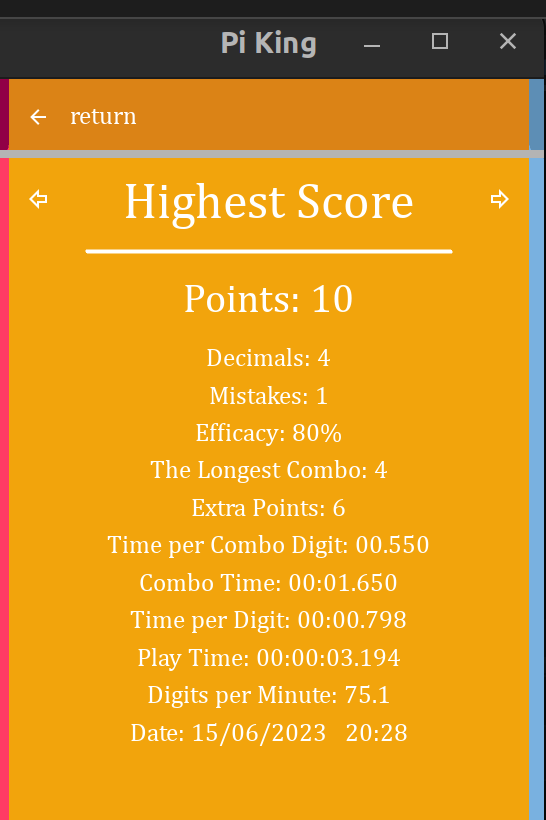 Pi King
return
Highest Score
Points: 10
Decimals: 4
Mistakes: 1
Efficacy: 80%
The Longest Combo: 4
Extra Points: 6
Time per Combo Digit: 00.550
Combo Time: 00:01.650
Time per Digit: 00:00.798
Play Time: 00:00:03.194
Digits per Minute: 75.1
Date: 15/06/2023 20:28